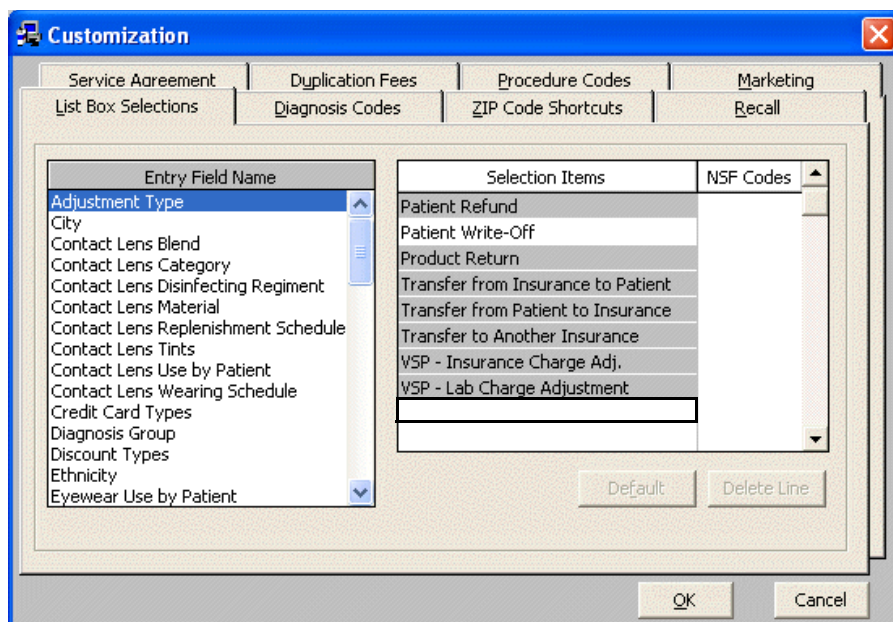 Customization
Service Agreement
Duplication Fees
Procedure Codes
Marketing
List Box Selections
Diagnosis Codes
ZIP Code Shortcuts
Recall
Entry Field Name
Adjustment Type
City
Contact Lens Blend
Contact Lens Category
Contact Lens Disinfecting Regiment
Contact Lens Material
Contact Lens Replenishment Schedule
Contact Lens Tints
Contact Lens Use by Patient
Contact Lens Wearing Schedule
Credit Card Types
Diagnosis Group
Discount Types
Ethnicity
Eyewear Use by Patient
Selection Items
NSF Codes
Patient Refund
Patient Write-Off
Product Return
Transfer from Insurance to Patient
Transfer from Patient to Insurance
Transfer to Another Insurance
VSP - Insurance Charge Adj.
VSP - Lab Charge Adjustment
Default
Delete Line
OK
Cancel